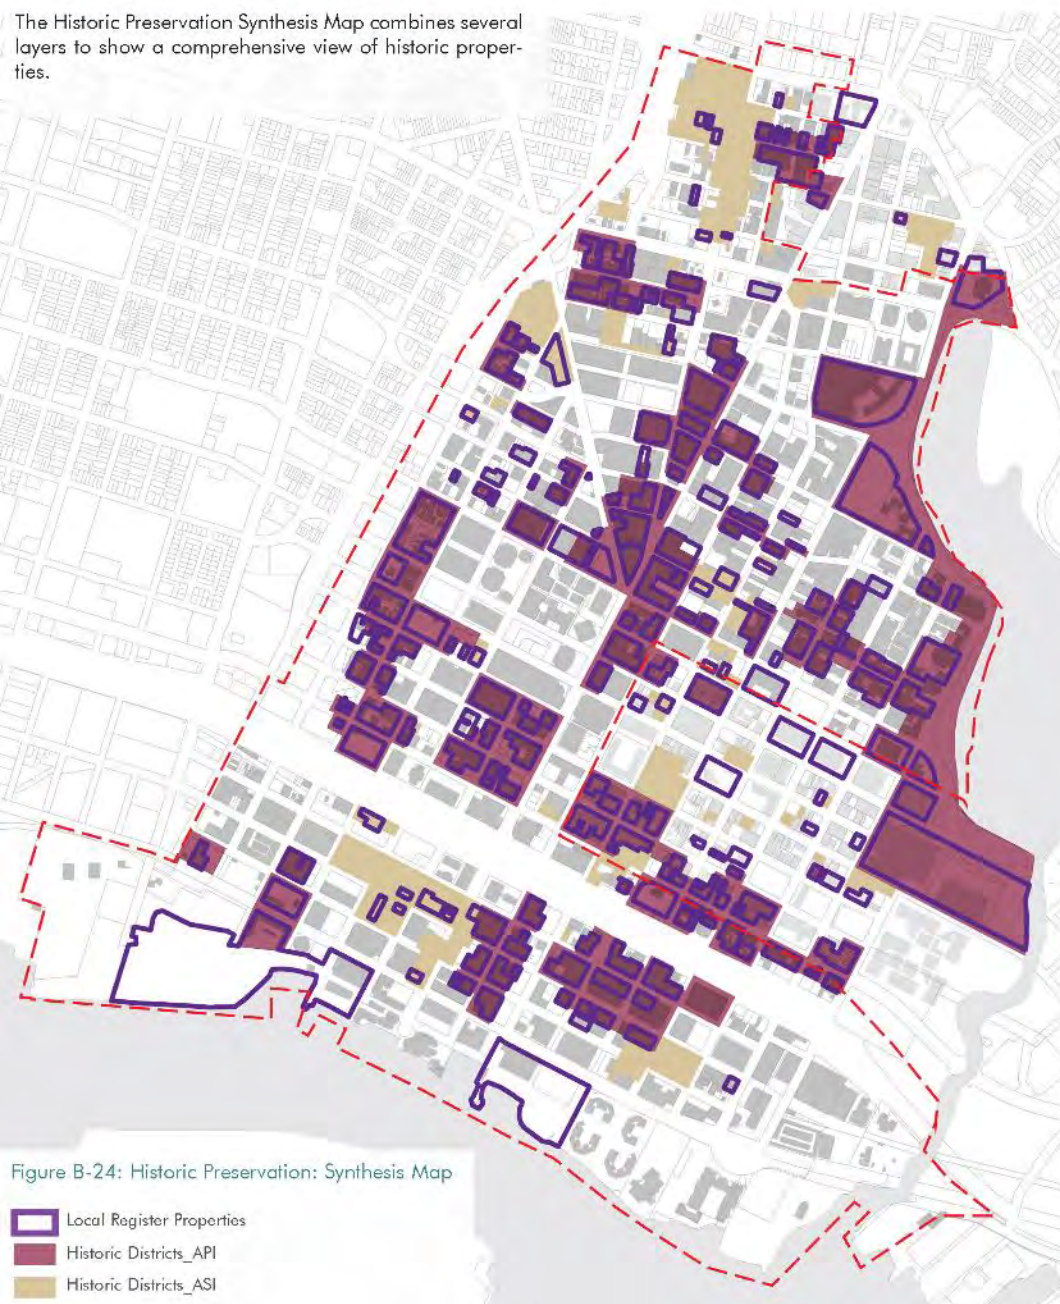 The Historic Preservation Synthesis Map combines several
layers to show a comprehensive view of historic proper-
ties.
Figure B-24: Historic Preservation: Synthesis Map
Local Register Properties
Historic Districts_API
Historic Districts_ASI